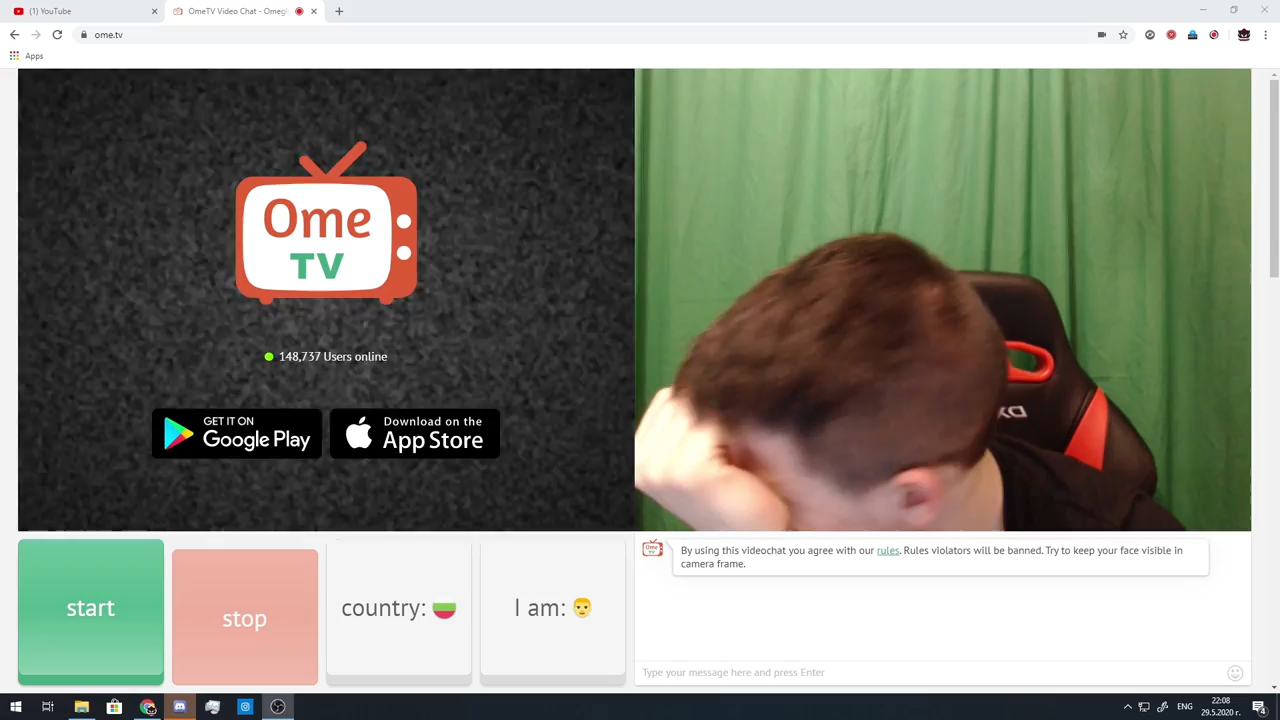 (1) YouTube
OmeTV Video Chat - Omegl
ome.tv
Apps
Ome
TV
148,737 Users online
GET IT ON
Google Play
Download on the
App Store
start
stop
country:
I am:
By using this videochat you agree with our rules. Rules violators will be banned. Try to keep your face visible in
camera frame.
Type your message here and press Enter
ENG
22:08
29.5.2020 г.
4